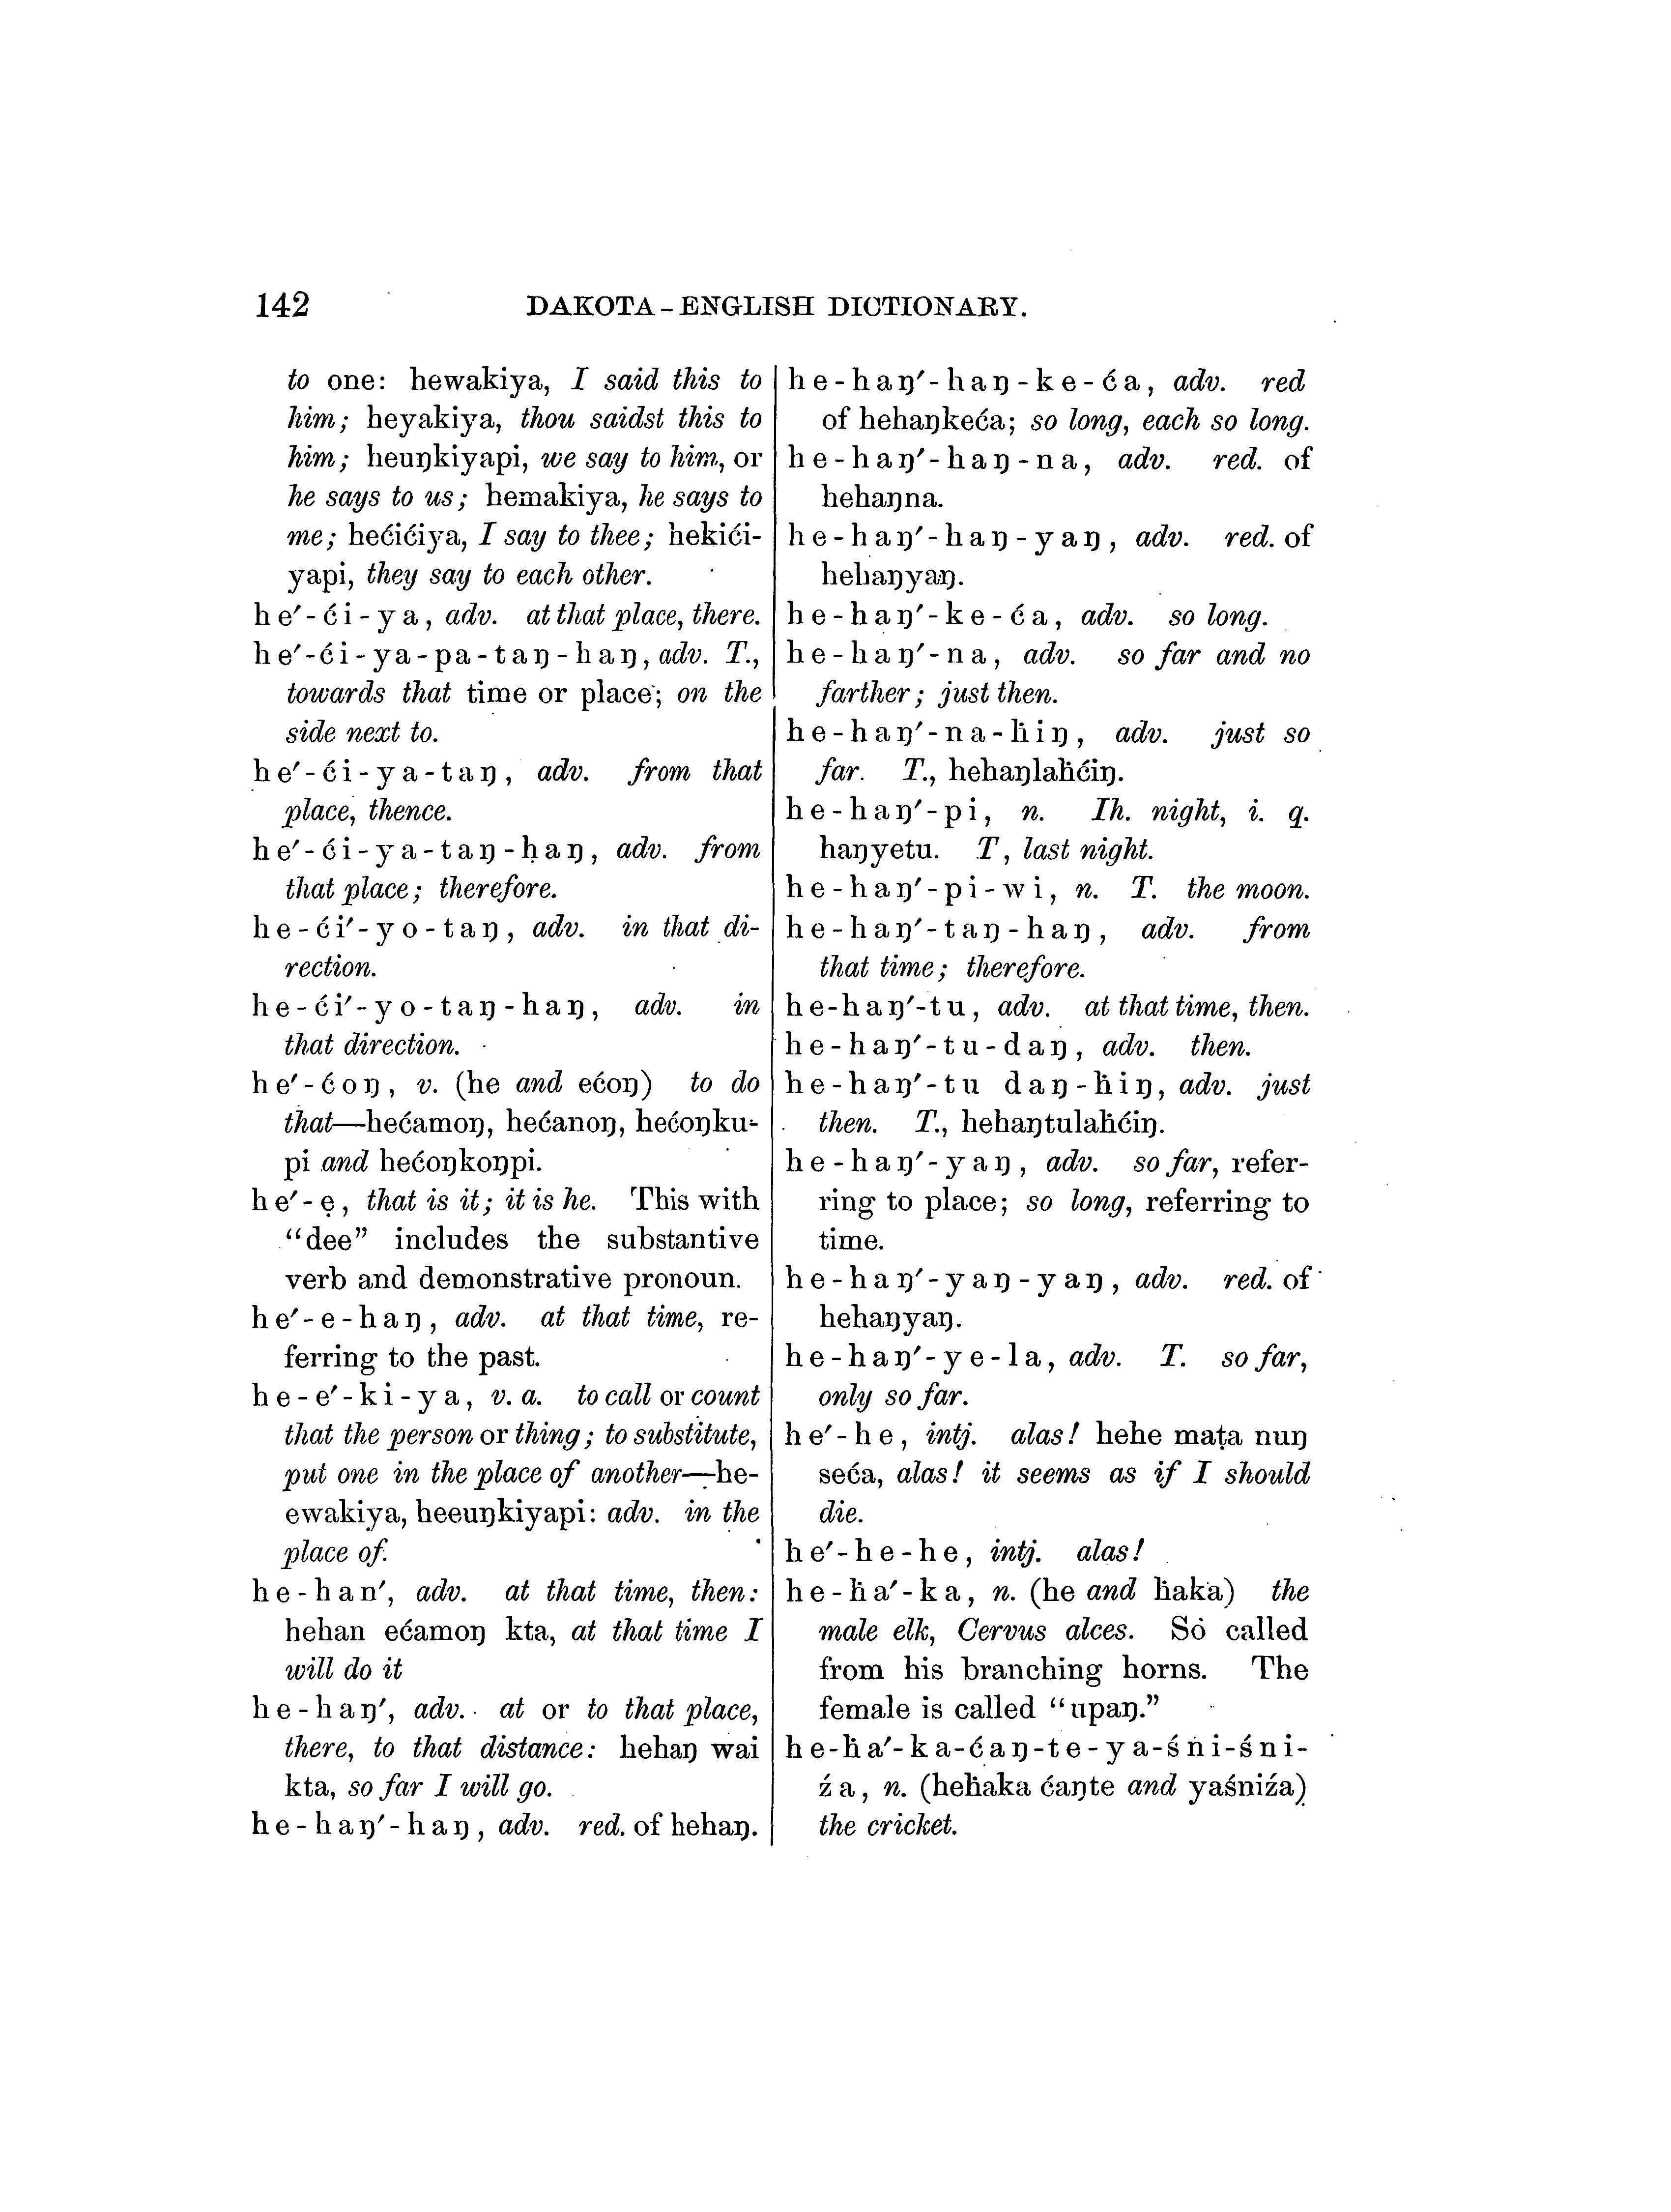 142 DAKOTA-ENGLISH DICTIONARY.
to one: hewakiya, I said this to
him; heyakiya, thou saidst this to
him; heuŋkiyapi, we say to him, or
he says to us; hemakiya, he says to
me; hećićiya, I say to thee; hekići-
yapi, they say to each other.
he′-ći-ya, adv. at that place, there.
he′-ći-ya-pa-taŋ-haŋ, adv. T.,
towards that time or place; on the
side next to.
he′-ći-ya-taŋ, adv. from that
place, thence.
he′-ći-ya-taŋ-ḣaŋ, adv. from
that place; therefore.
he-ći′-yo-taŋ, adv. in that di-
rection.
he-ći′-yo-taŋ-haŋ, adv. in
that direction.
he′-ćoŋ, v. (he and ećoŋ) to do
that—hećamoŋ, hećanoŋ, hećoŋku-
pi and hećoŋkoŋpi.
he′-ẹ, that is it; it is he. This with
“dee” includes the substantive
verb and demonstrative pronoun.
he′-e-haŋ, adv. at that time, re-
ferring to the past.
he-e′-ki-ya, v. a. to call or count
that the person or thing; to substitute,
put one in the place of another—he-
ewakiya, heeuŋkiyapi: adv. in the
place of.
he-han′, adv. at that time, then:
hehan ećamoŋ kta, at that time I
will do it
he-haŋ′, adv. at or to that place,
there, to that distance: hehaŋ wai
kta, so far I will go.
he-haŋ′-haŋ, adv. red. of hehaŋ.
he-haŋ′-haŋ-ke-ća, adv. red
of hehaŋkeća; so long, each so long.
he-haŋ′-haŋ-na, adv. red. of
hehaŋna.
he-haŋ′-haŋ-yaŋ, adv. red. of
hehaŋyaŋ.
he-haŋ′-ke-ća, adv. so long.
he-haŋ′-na, adv. so far and no
farther; just then.
he-haŋ′-na-ḣiŋ, adv. just so
far. T., hehaŋlaḣćiŋ.
he-haŋ′-pi, n. Ih. night, i. q.
haŋyetu. T, last night.
he-haŋ′-pi-wi, n. T. the moon.
he-haŋ′-taŋ-haŋ, adv. from
that time; therefore.
he-haŋ′-tu, adv. at that time, then.
he-haŋ′-tu-daŋ, adv. then.
he-haŋ′-tu daŋ-ḣiŋ, adv. just
then. T., hehaŋtulaḣćiŋ.
he-haŋ′-yaŋ, adv. so far, refer-
ring to place; so long, referring to
time.
he-haŋ′-yaŋ-yaŋ, adv. red. of
hehaŋyaŋ.
he-haŋ′-ye-la, adv. T. so far,
only so far.
he′-he, intj. alas! hehe maṭa nuŋ
seća, alas! it seems as if I should
die.
he′-he-he, intj. alas!
he-ḣa′-ka, n. (he and ḣaka) the
male elk, Cervus alces. So called
from his branching horns. The
female is called “upaŋ.”
he-ḣa′-ka-ćaŋ-te-ya-śni-śni-
źa, n. (heḣaka ćaŋte and yaśniźa)
the cricket.